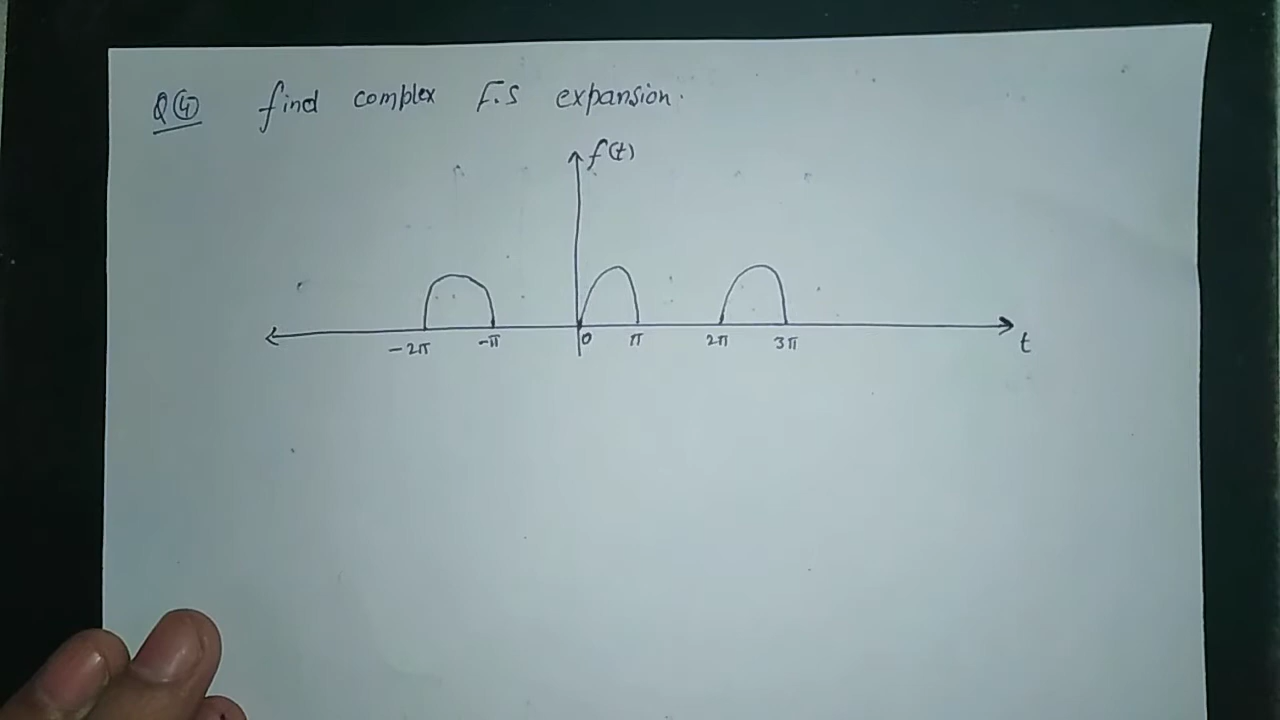 Q④ find complex F.S expansion.
f(t)
-2π -π 0 π 2π 3π t